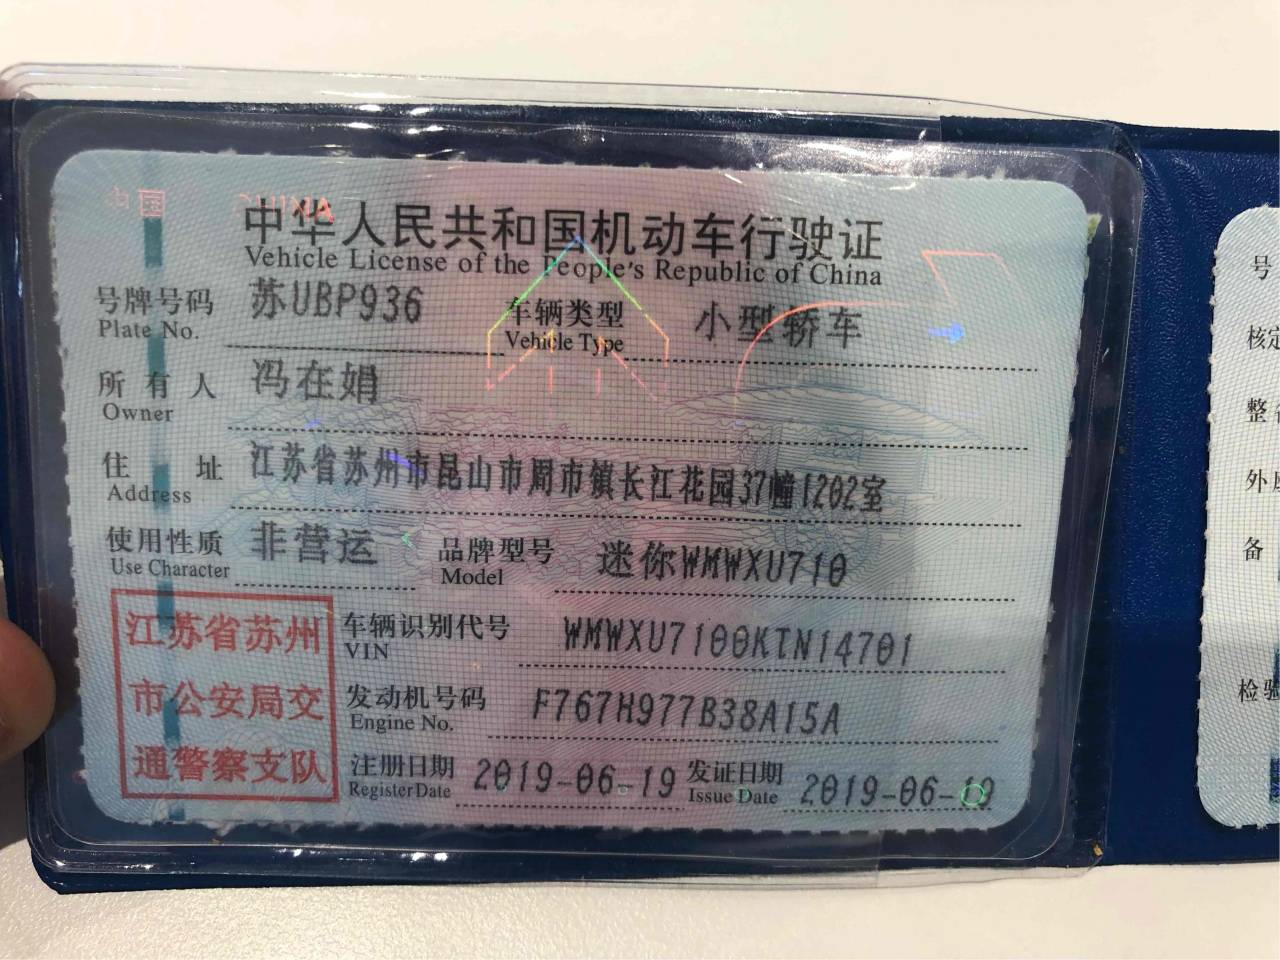 中国 CHINA
中华人民共和国机动车行驶证
Vehicle License of the People's Republic of China
号牌号码 苏UBP936 车辆类型 小型轿车
Plate No. Vehicle Type
所有人 冯在娟
Owner
住址 江苏省苏州市昆山市周市镇长江花园37幢1202室
Address
使用性质 非营运 品牌型号 迷你WMWXU710
Use Character Model
江苏省苏州
市公安局交
通警察支队
车辆识别代号 WMWXU7100KTN14701
VIN
发动机号码 F767H977B38A15A
Engine No.
注册日期 2019-06-19 发证日期 2019-06-19
Register Date Issue Date
号
核定
整
外
备
检验